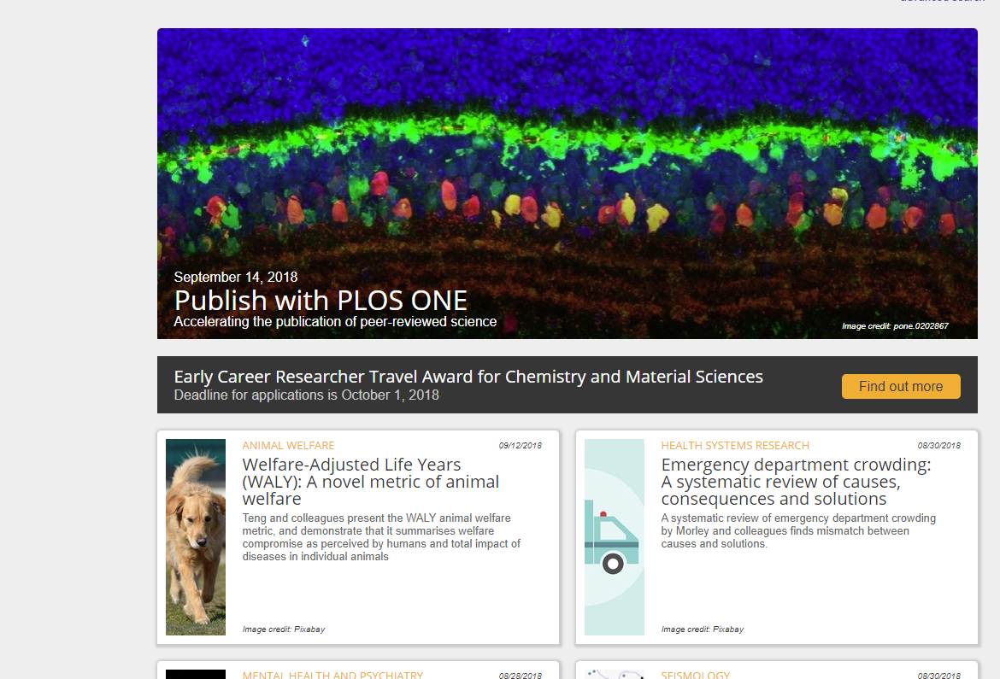 advanced search
September 14, 2018
Publish with PLOS ONE
Accelerating the publication of peer-reviewed science
Image credit: pone.0202867
Early Career Researcher Travel Award for Chemistry and Material Sciences
Deadline for applications is October 1, 2018
Find out more
ANIMAL WELFARE
09/12/2018
Welfare-Adjusted Life Years
(WALY): A novel metric of animal
welfare
Teng and colleagues present the WALY animal welfare
metric, and demonstrate that it summarises welfare
compromise as perceived by humans and total impact of
diseases in individual animals
Image credit: Pixabay
HEALTH SYSTEMS RESEARCH
08/30/2018
Emergency department crowding:
A systematic review of causes,
consequences and solutions
A systematic review of emergency department crowding
by Morley and colleagues finds mismatch between
causes and solutions.
Image credit: Pixabay
MENTAL HEALTH AND PSYCHIATRY
08/28/2018
SEISMOLOGY
08/30/2018